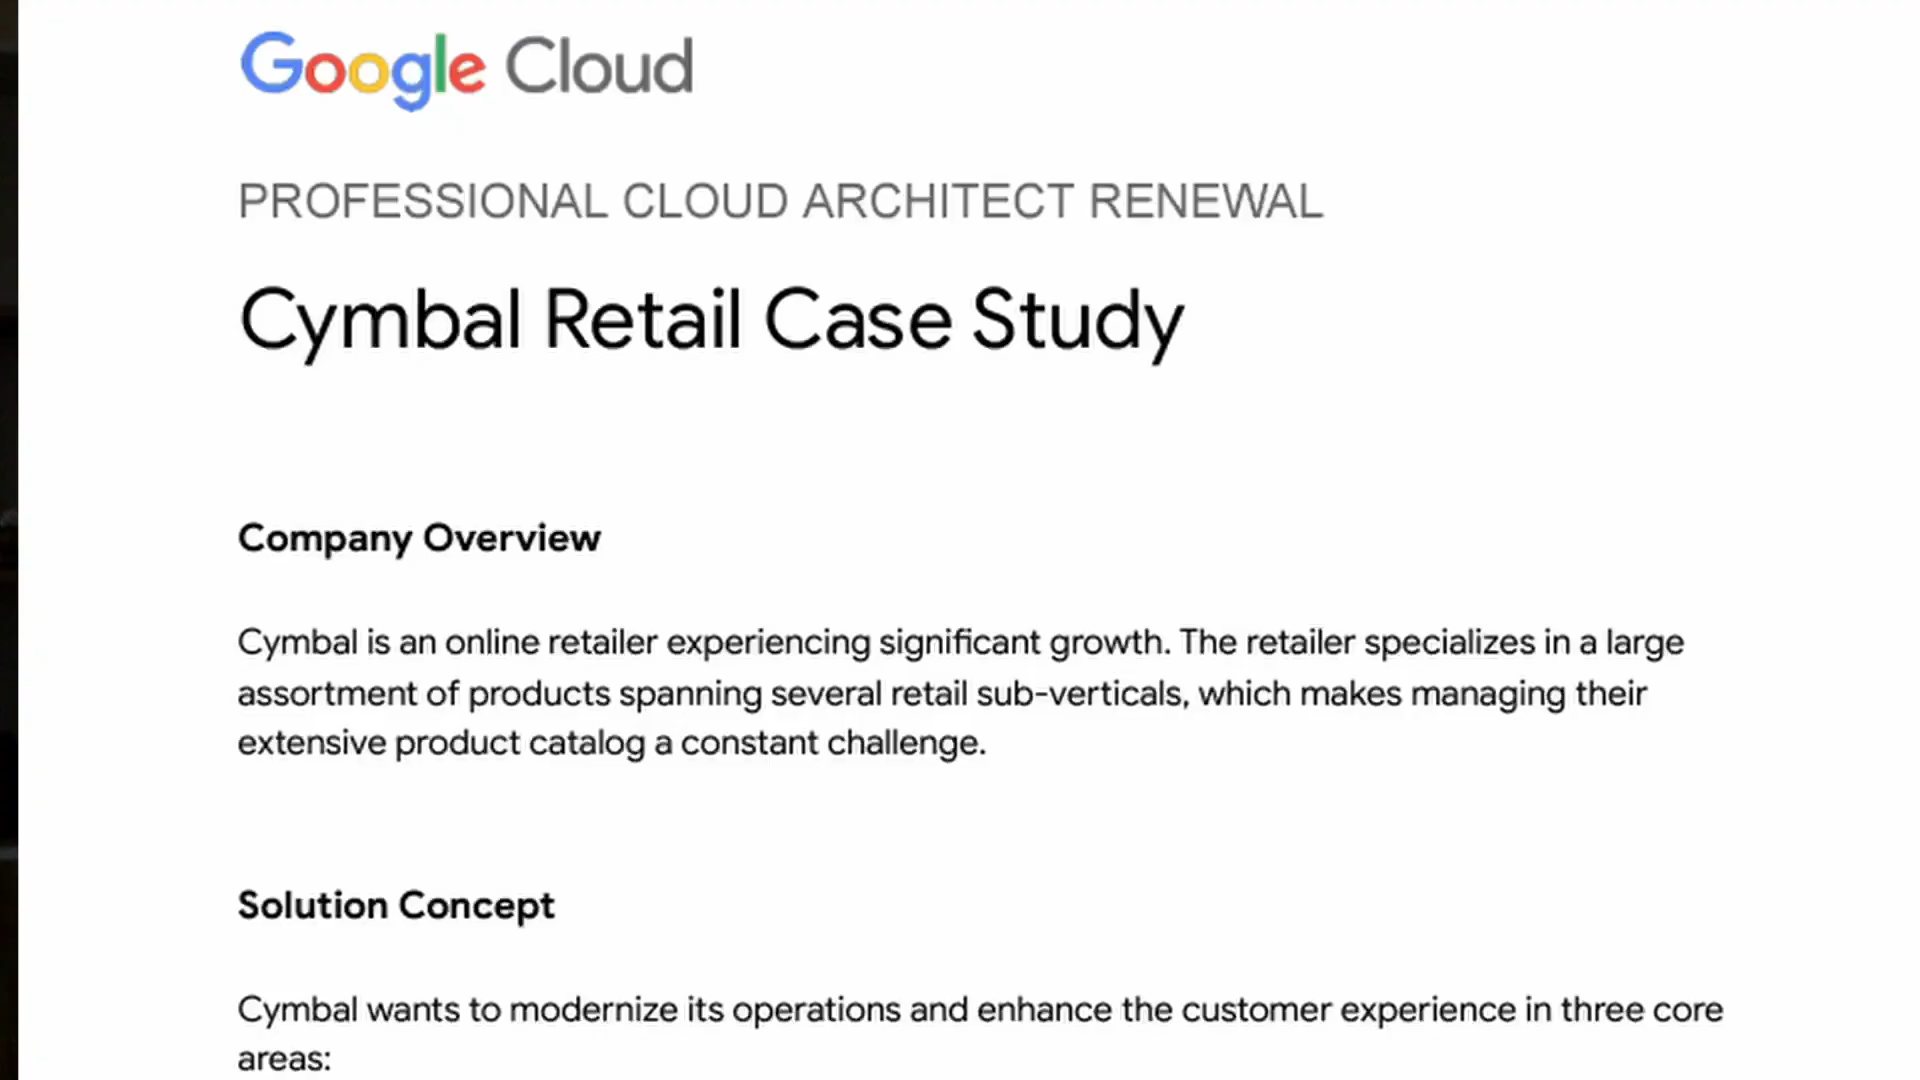 Google Cloud
PROFESSIONAL CLOUD ARCHITECT RENEWAL
Cymbal Retail Case Study
Company Overview
Cymbal is an online retailer experiencing significant growth. The retailer specializes in a large
assortment of products spanning several retail sub-verticals, which makes managing their
extensive product catalog a constant challenge.
Solution Concept
Cymbal wants to modernize its operations and enhance the customer experience in three core
areas: